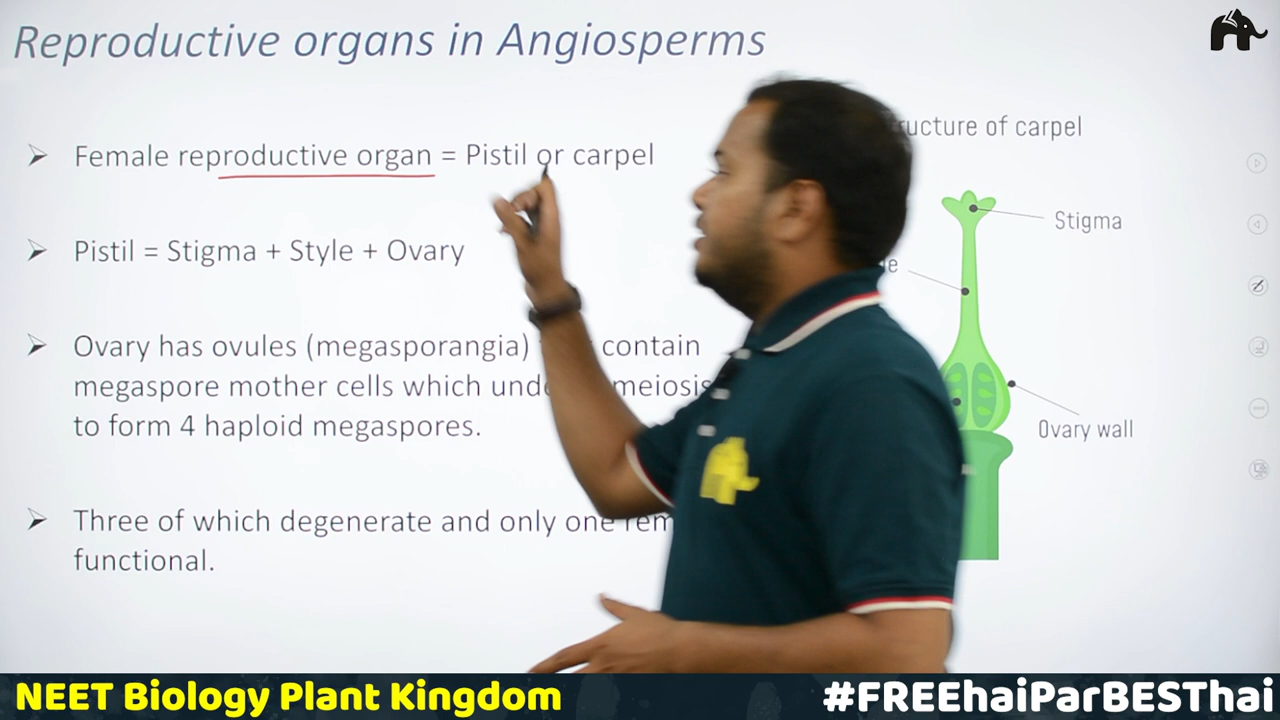 Reproductive organs in Angiosperms
Female reproductive organ = Pistil or carpel
Pistil = Stigma + Style + Ovary
Ovary has ovules (megasporangia) contain
megaspore mother cells which meiosis
to form 4 haploid megaspores.
Three of which degenerate and only one
functional.
of carpel
Stigma
Ovary wall
NEET Biology Plant Kingdom
#FREEhaiParBESThai